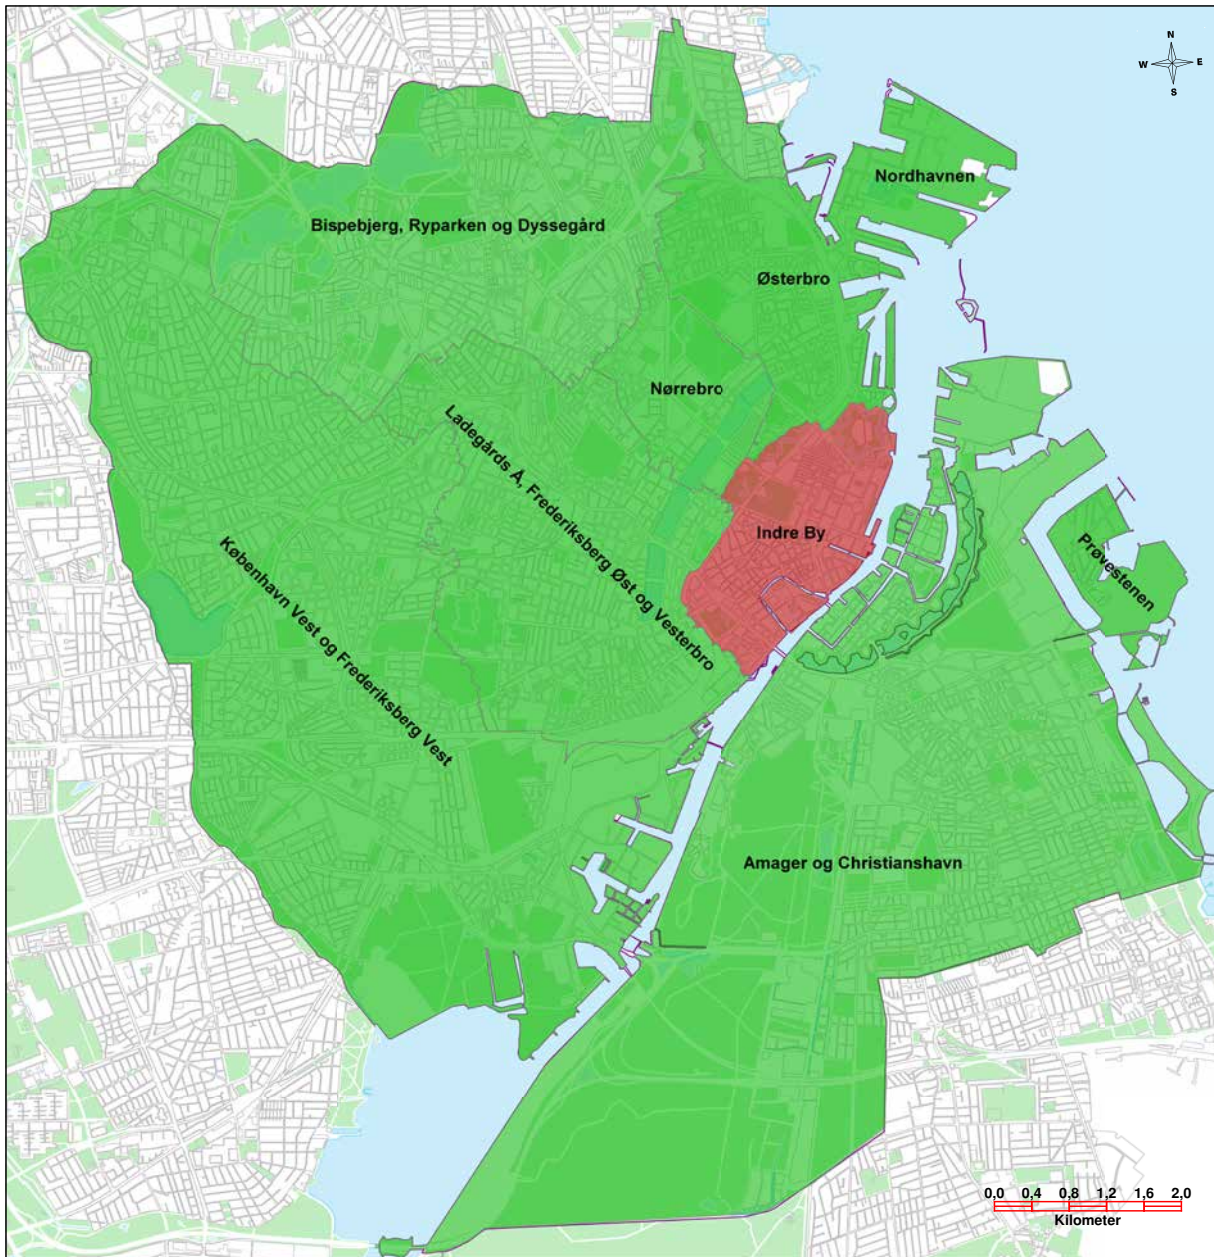 N
W E
S
Nordhavnen
Bispebjerg, Ryparken og Dyssegård
Østerbro
Nørrebro
Ladegårds Å, Frederiksberg Øst og Vesterbro
Indre By
København Vest og Frederiksberg Vest
Prøvestenen
Amager og Christianshavn
0,0 0,4 0,8 1,2 1,6 2,0
Kilometer